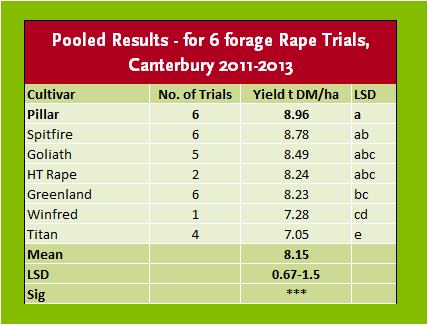 Pooled Results - for 6 forage Rape Trials,
Canterbury 2011-2013
Cultivar No. of Trials Yield t DM/ha LSD
Pillar 6 8.96 a
Spitfire 6 8.78 ab
Goliath 5 8.49 abc
HT Rape 2 8.24 abc
Greenland 6 8.23 bc
Winfred 1 7.28 cd
Titan 4 7.05 e
Mean 8.15
LSD 0.67-1.5
Sig ***